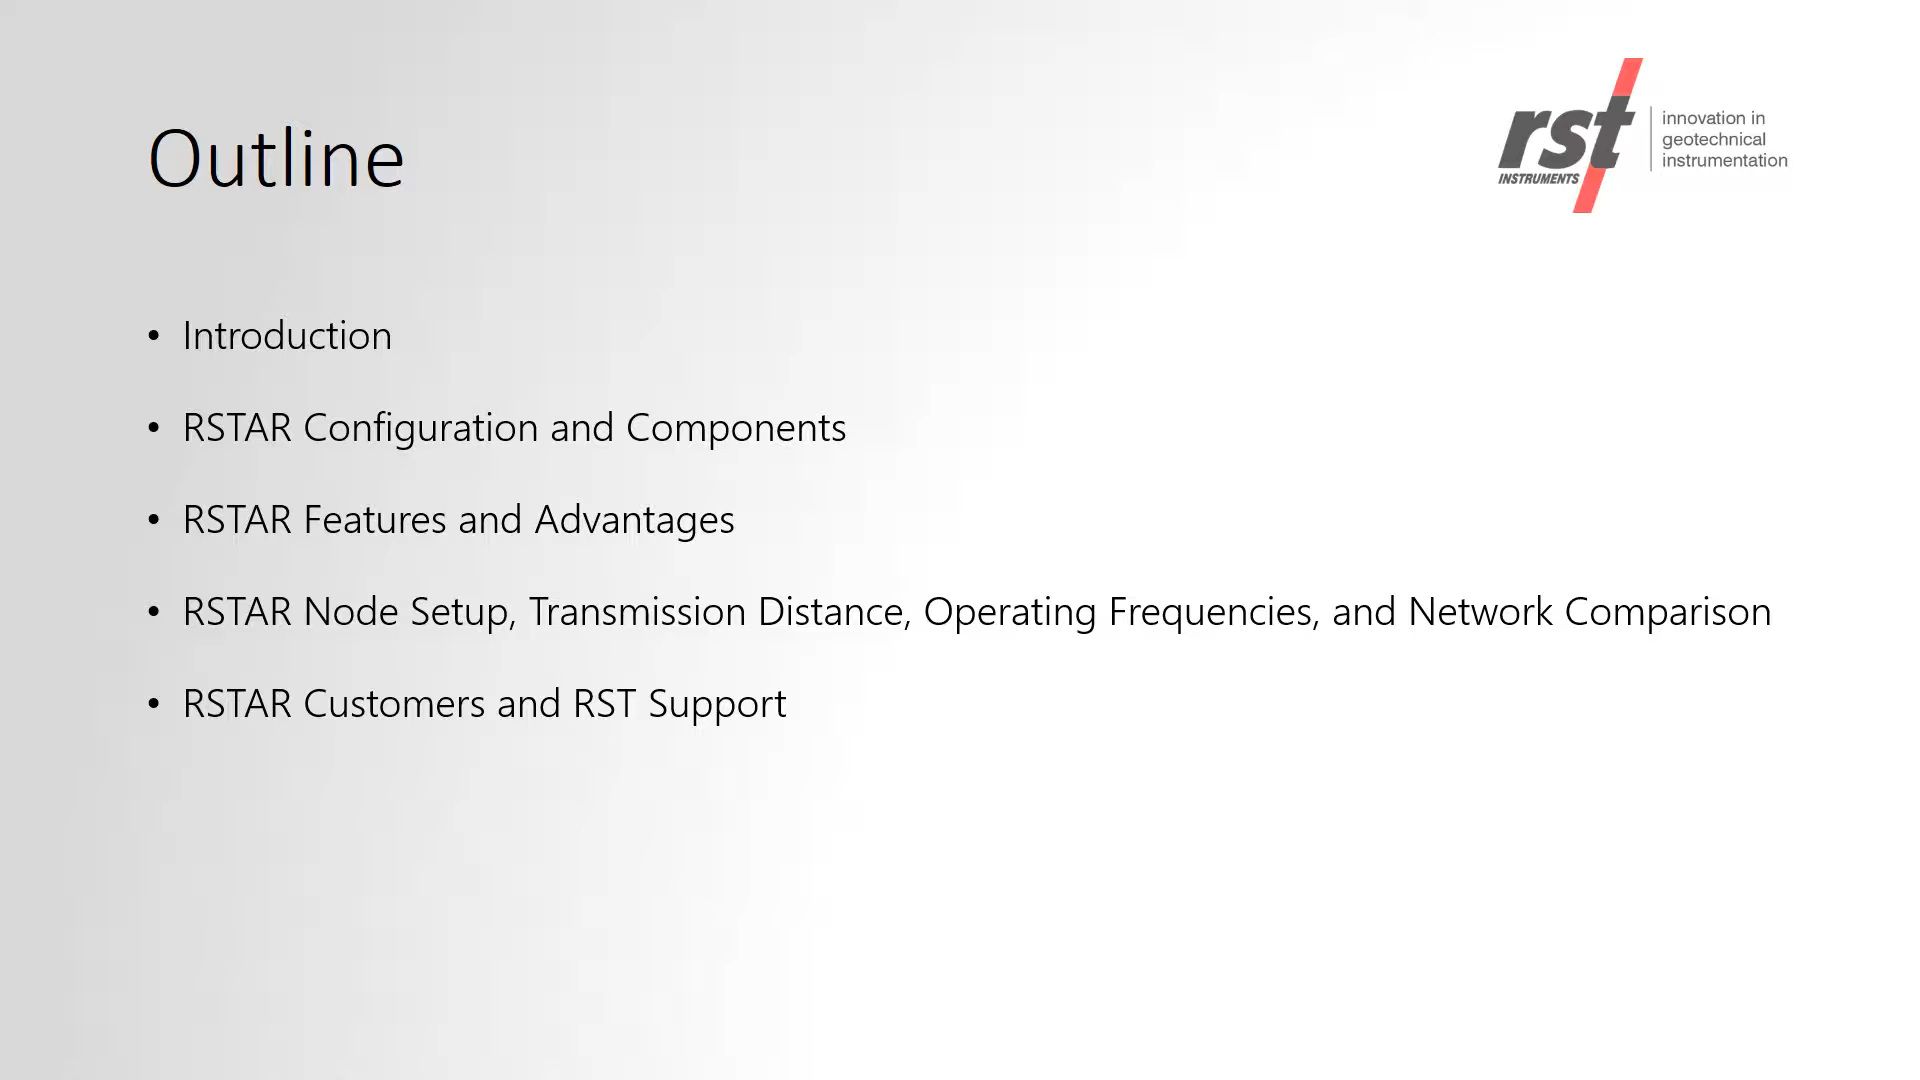 Outline
rst
INSTRUMENTS
innovation in
geotechnical
instrumentation
• Introduction
• RSTAR Configuration and Components
• RSTAR Features and Advantages
• RSTAR Node Setup, Transmission Distance, Operating Frequencies, and Network Comparison
• RSTAR Customers and RST Support